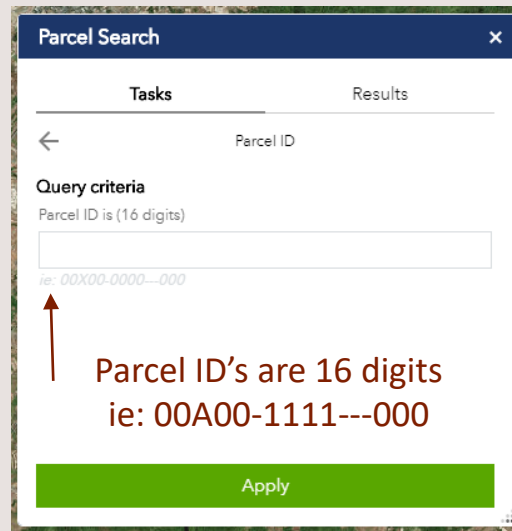 Parcel Search ×
Tasks Results
← Parcel ID
Query criteria
Parcel ID is (16 digits)
ie: 00X00-0000---000
Parcel ID's are 16 digits
ie: 00A00-1111---000
Apply